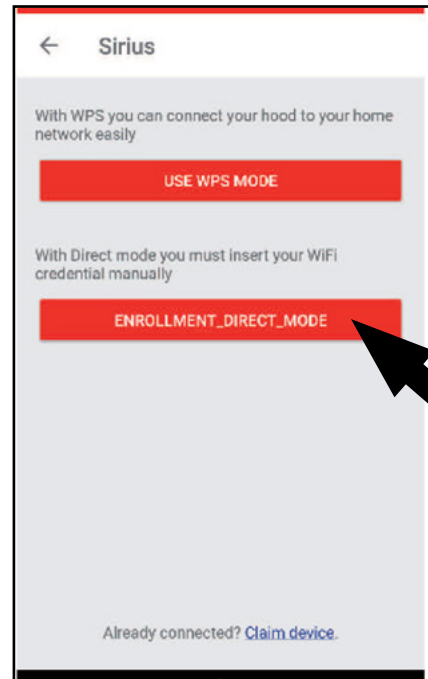 Sirius
With WPS you can connect your hood to your home
network easily
USE WPS MODE
With Direct mode you must insert your WiFi
credential manually
ENROLLMENT_DIRECT_MODE
Already connected? Claim device.